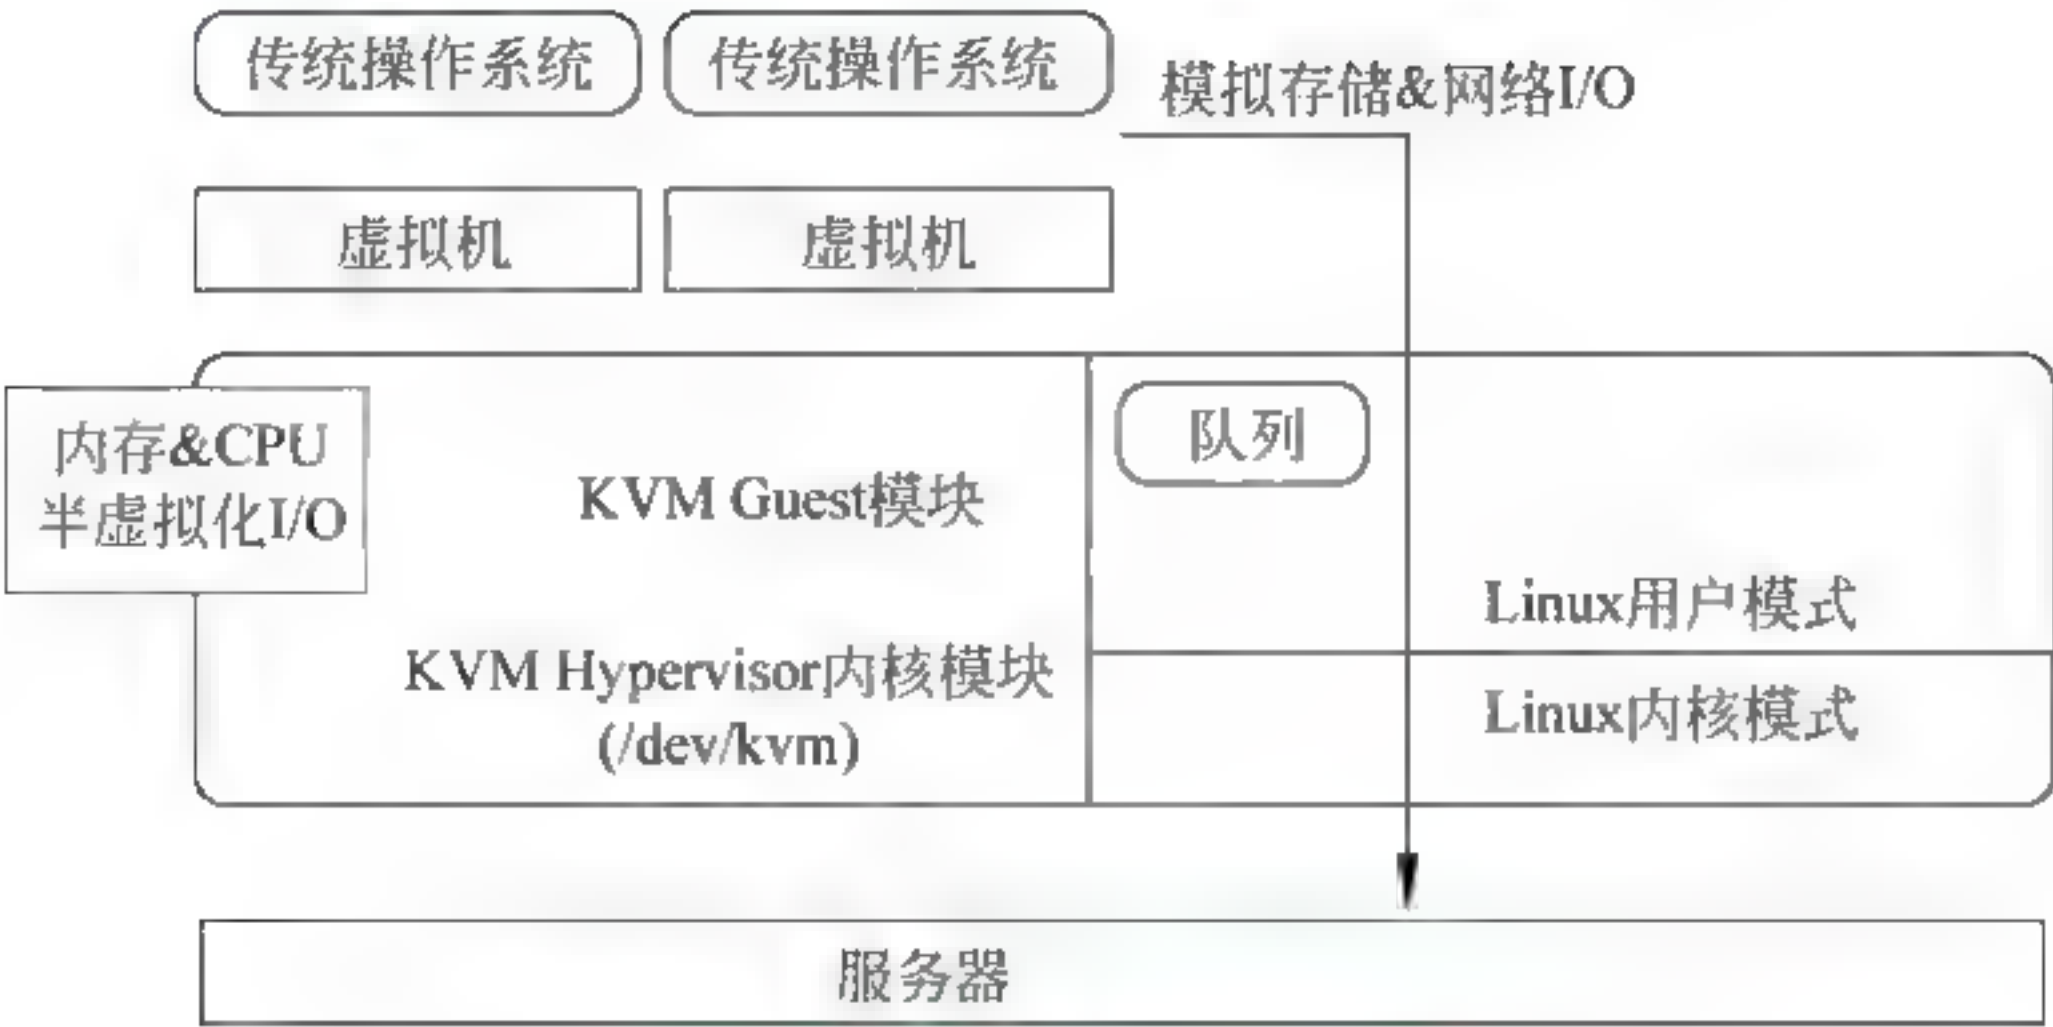 传统操作系统
传统操作系统
模拟存储&网络I/O
虚拟机
虚拟机
内存&CPU
半虚拟化I/O
KVM Guest模块
队列
Linux用户模式
KVM Hypervisor内核模块
(/dev/kvm)
Linux内核模式
服务器